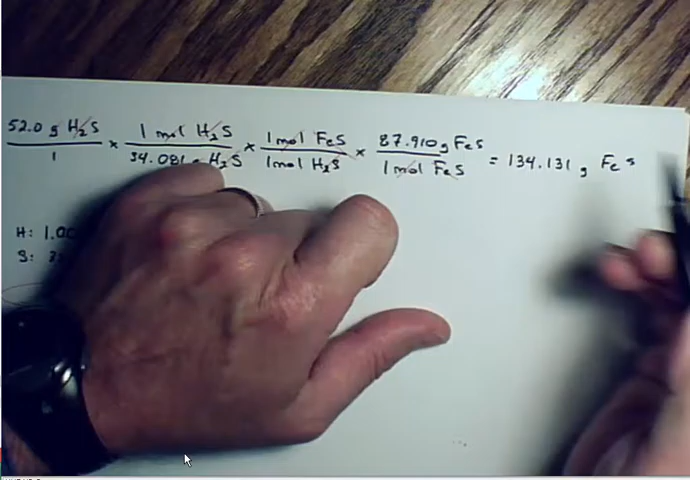 52.0 g H₂S / 1 × 1 mol H₂S / 34.081 g H₂S × 1 mol FeS / 1 mol H₂S × 87.910 g FeS / 1 mol FeS = 134.131 g FeS
H: 1.00
S: